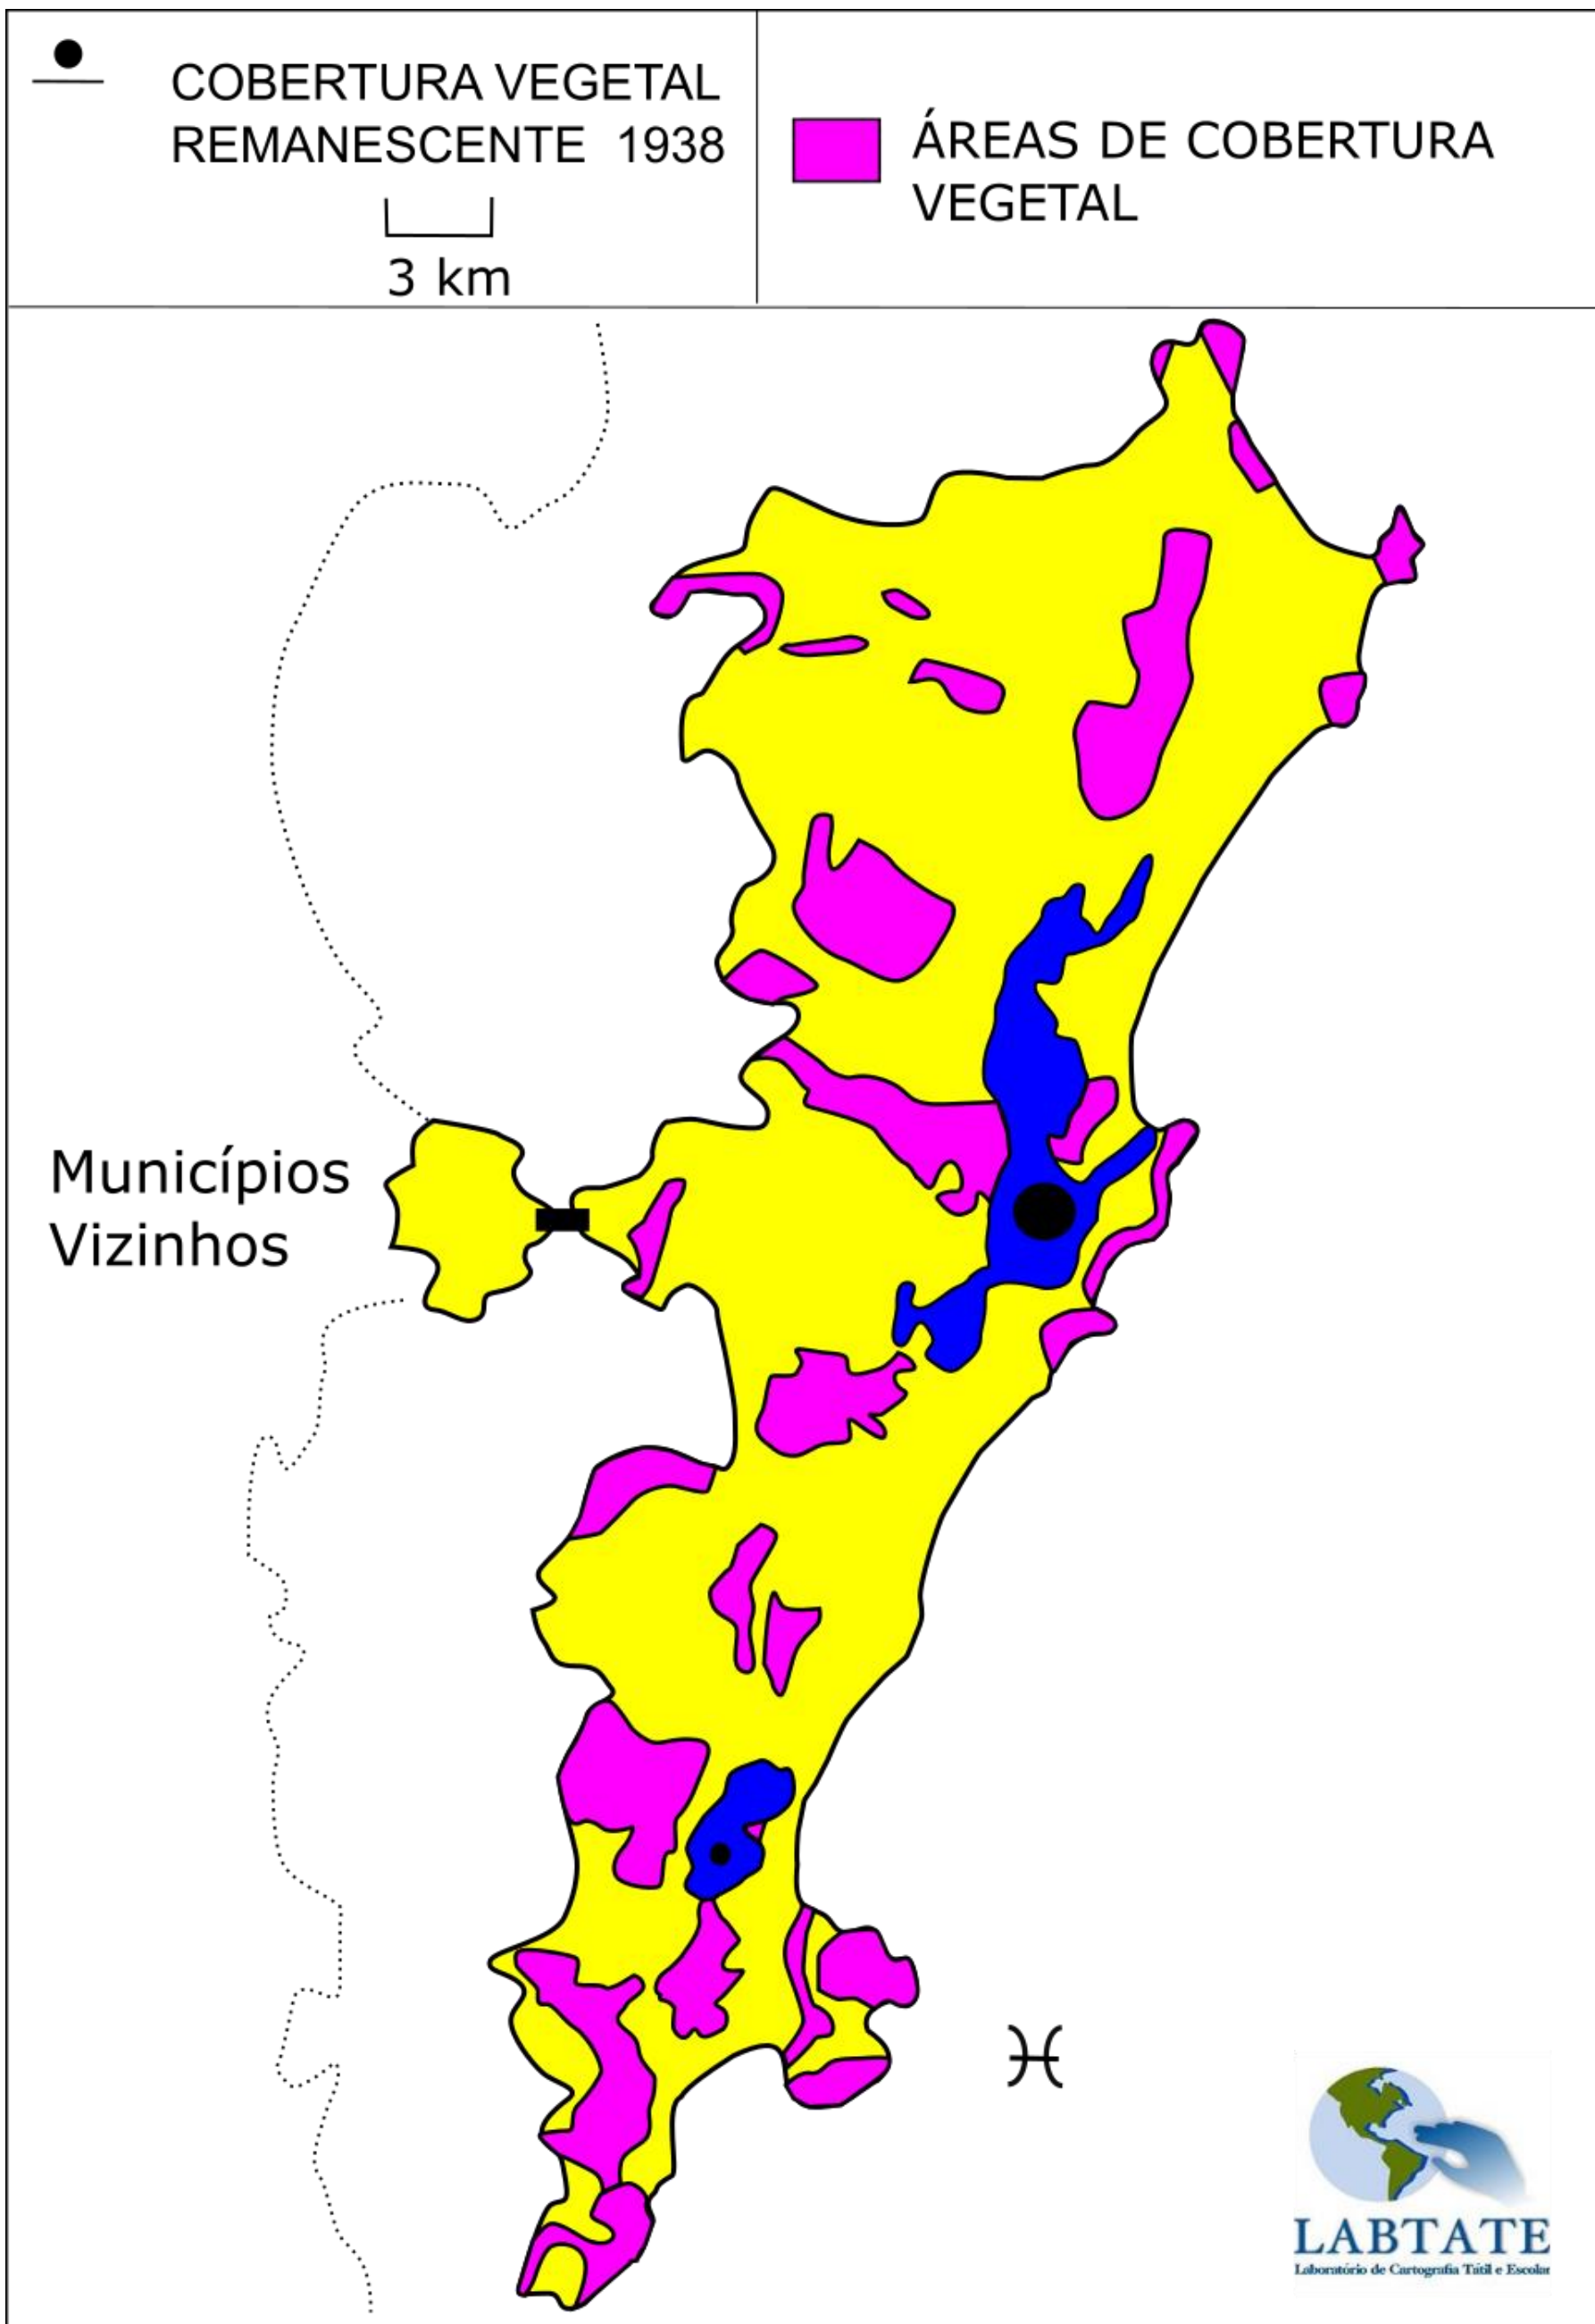 COBERTURA VEGETAL
REMANESCENTE 1938
3 km
ÁREAS DE COBERTURA
VEGETAL
Municípios
Vizinhos
LABTATE
Laboratório de Cartografia Tátil e Escolar